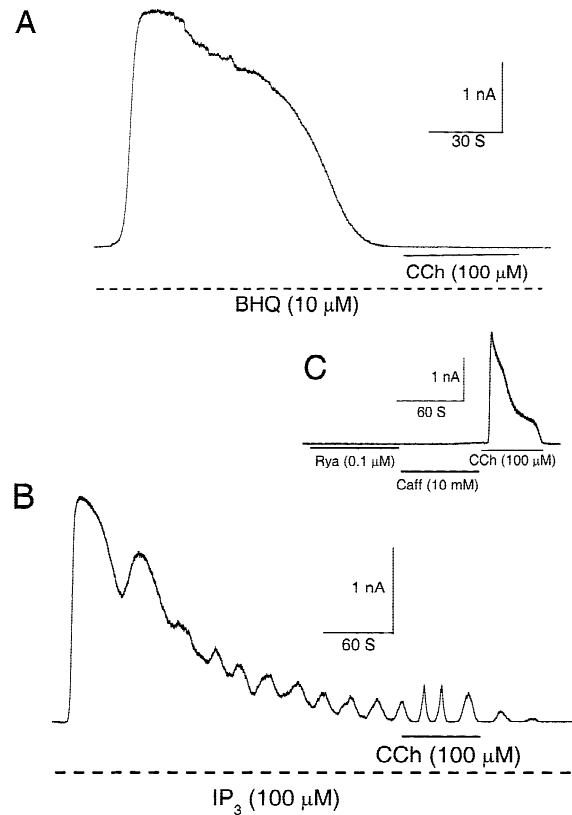 A
1 nA
30 S
CCh (100 μM)
BHQ (10 μM)
C
1 nA
60 S
Rya (0.1 μM)
CCh (100 μM)
Caff (10 mM)
B
1 nA
60 S
CCh (100 μM)
IP3 (100 μM)